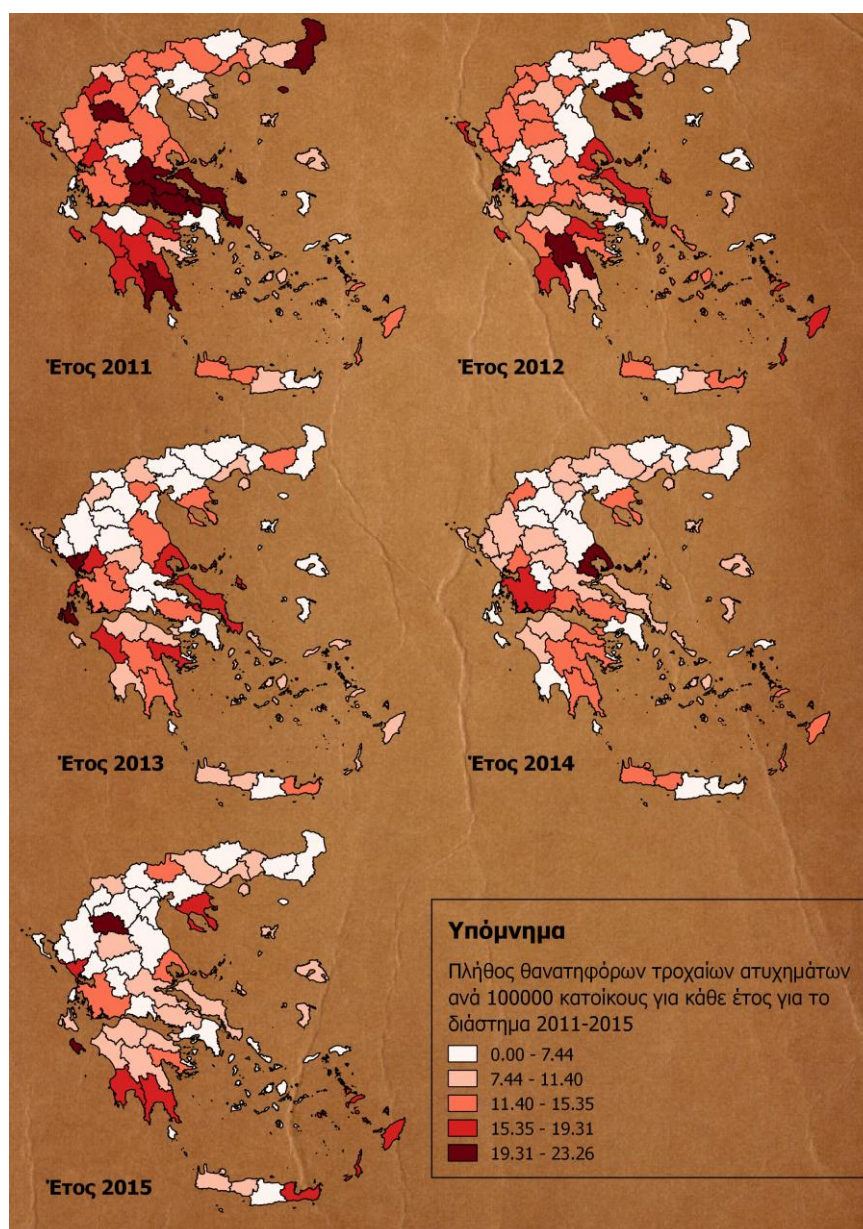 Έτος 2011
Έτος 2012
Έτος 2013
Έτος 2014
Έτος 2015
Υπόμνημα
Πλήθος θανατηφόρων τροχαίων ατυχημάτων
ανά 100000 κατοίκους για κάθε έτος για το
διάστημα 2011-2015
0.00 - 7.44
7.44 - 11.40
11.40 - 15.35
15.35 - 19.31
19.31 - 23.26